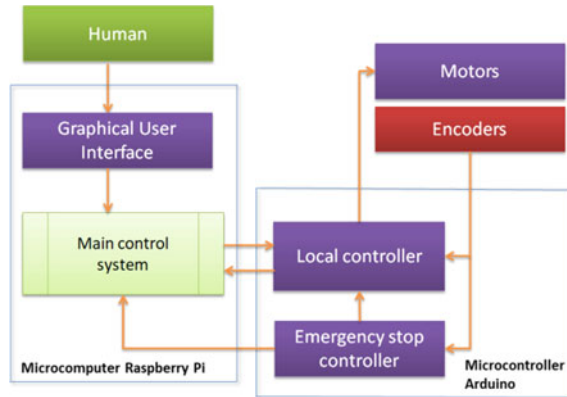 Human
Motors
Graphical User
Interface
Encoders
Main control
system
Local controller
Emergency stop
controller
Microcomputer Raspberry Pi
Microcontroller
Arduino